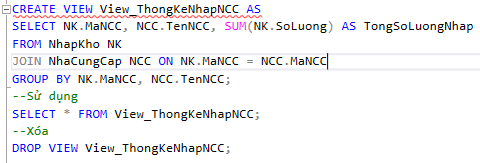 CREATE VIEW View_ThongKeNhapNCC AS
SELECT NK.MaNCC, NCC.TenNCC, SUM(NK.SoLuong) AS TongSoLuongNhap
FROM NhapKho NK
JOIN NhaCungCap NCC ON NK.MaNCC = NCC.MaNCC
GROUP BY NK.MaNCC, NCC.TenNCC;
--Sử dụng
SELECT * FROM View_ThongKeNhapNCC;
--Xóa
DROP VIEW View_ThongKeNhapNCC;